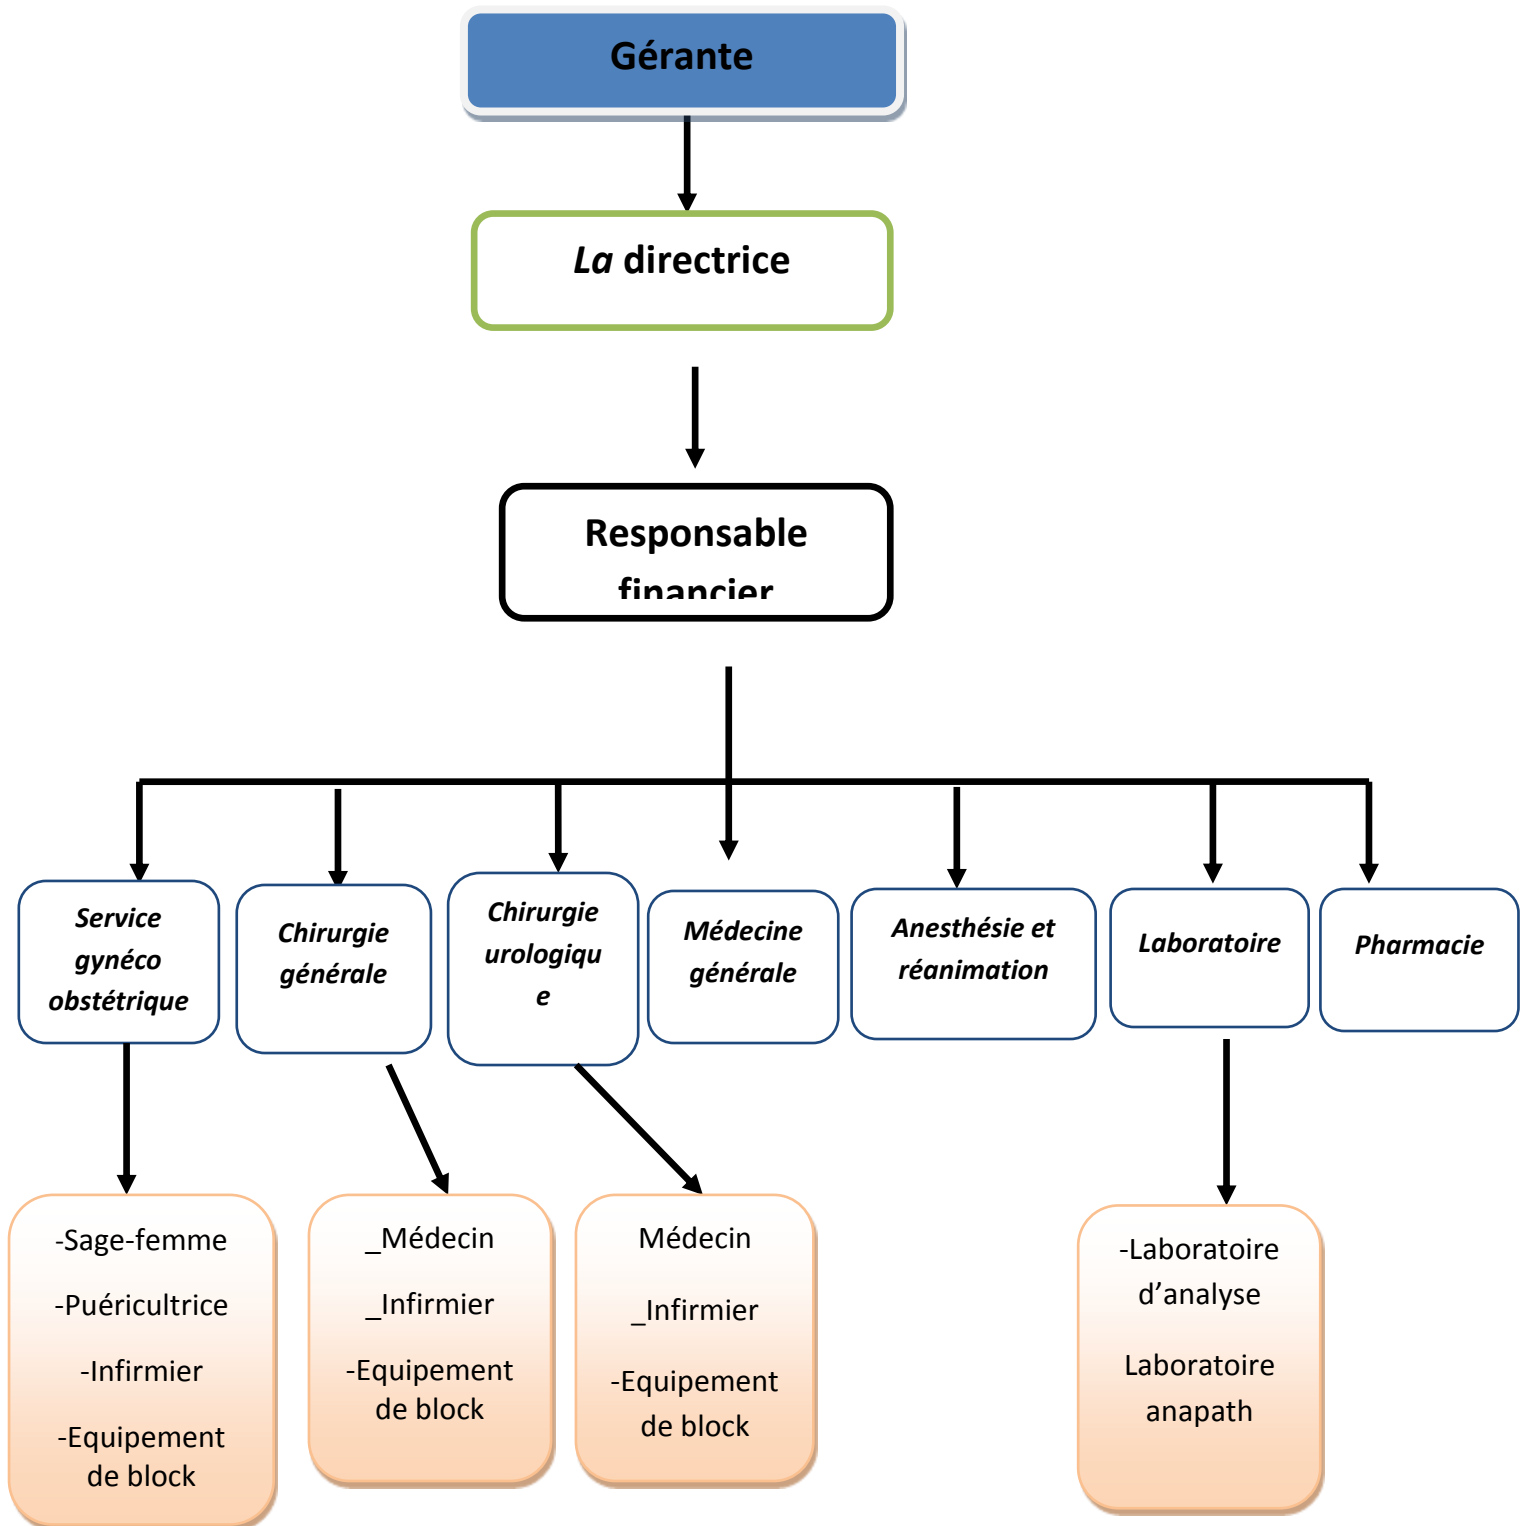 Gérante
La directrice
Responsable
financier
Service
gynéco
obstétrique
Chirurgie
générale
Chirurgie
urologiqu
e
Médecine
générale
Anesthésie et
réanimation
Laboratoire
Pharmacie
-Sage-femme
-Puéricultrice
-Infirmier
-Equipement
de block
_Médecin
_Infirmier
-Equipement
de block
Médecin
_Infirmier
-Equipement
de block
-Laboratoire
d’analyse
Laboratoire
anapath